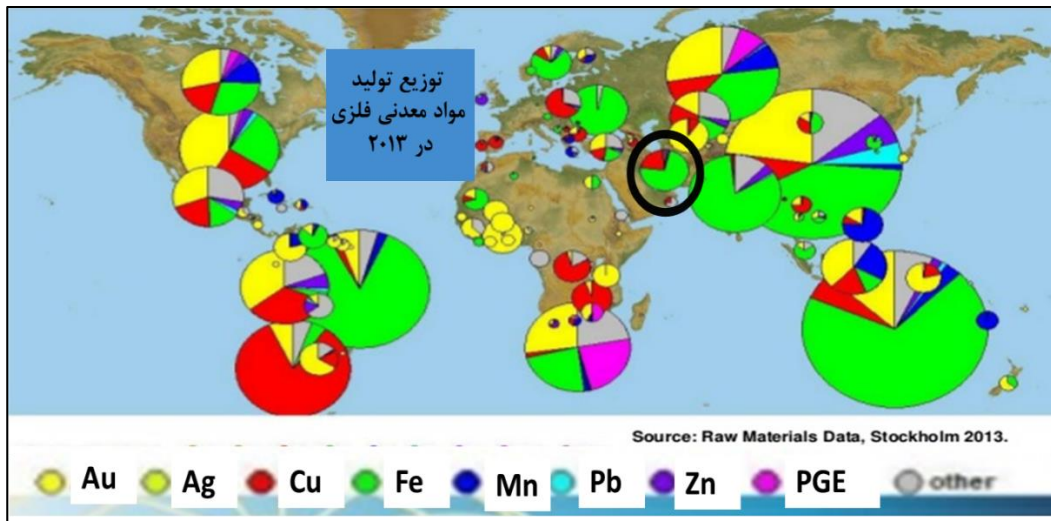 توزیع تولید
مواد معدنی فلزی
در ۲۰۱۳
Source: Raw Materials Data, Stockholm 2013.
Au Ag Cu Fe Mn Pb Zn PGE other